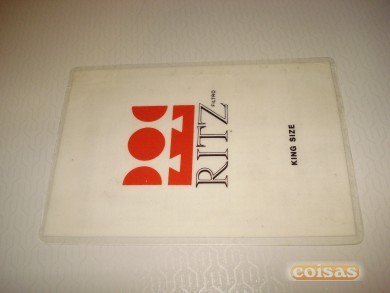 RITZ
FILTRO
KING SIZE
coisas